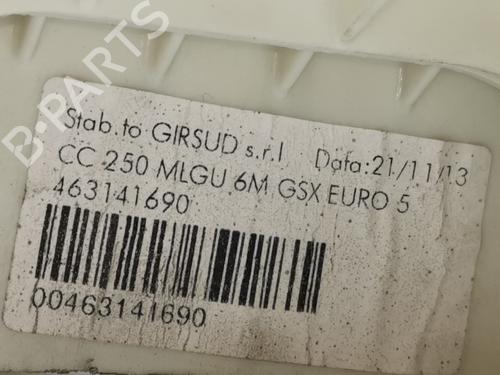 B-PARTS
Stab.to GIRSUD s.r.l Data:21/11/13
CC 250 MLGU 6M GSX EURO 5
463141690
00463141690